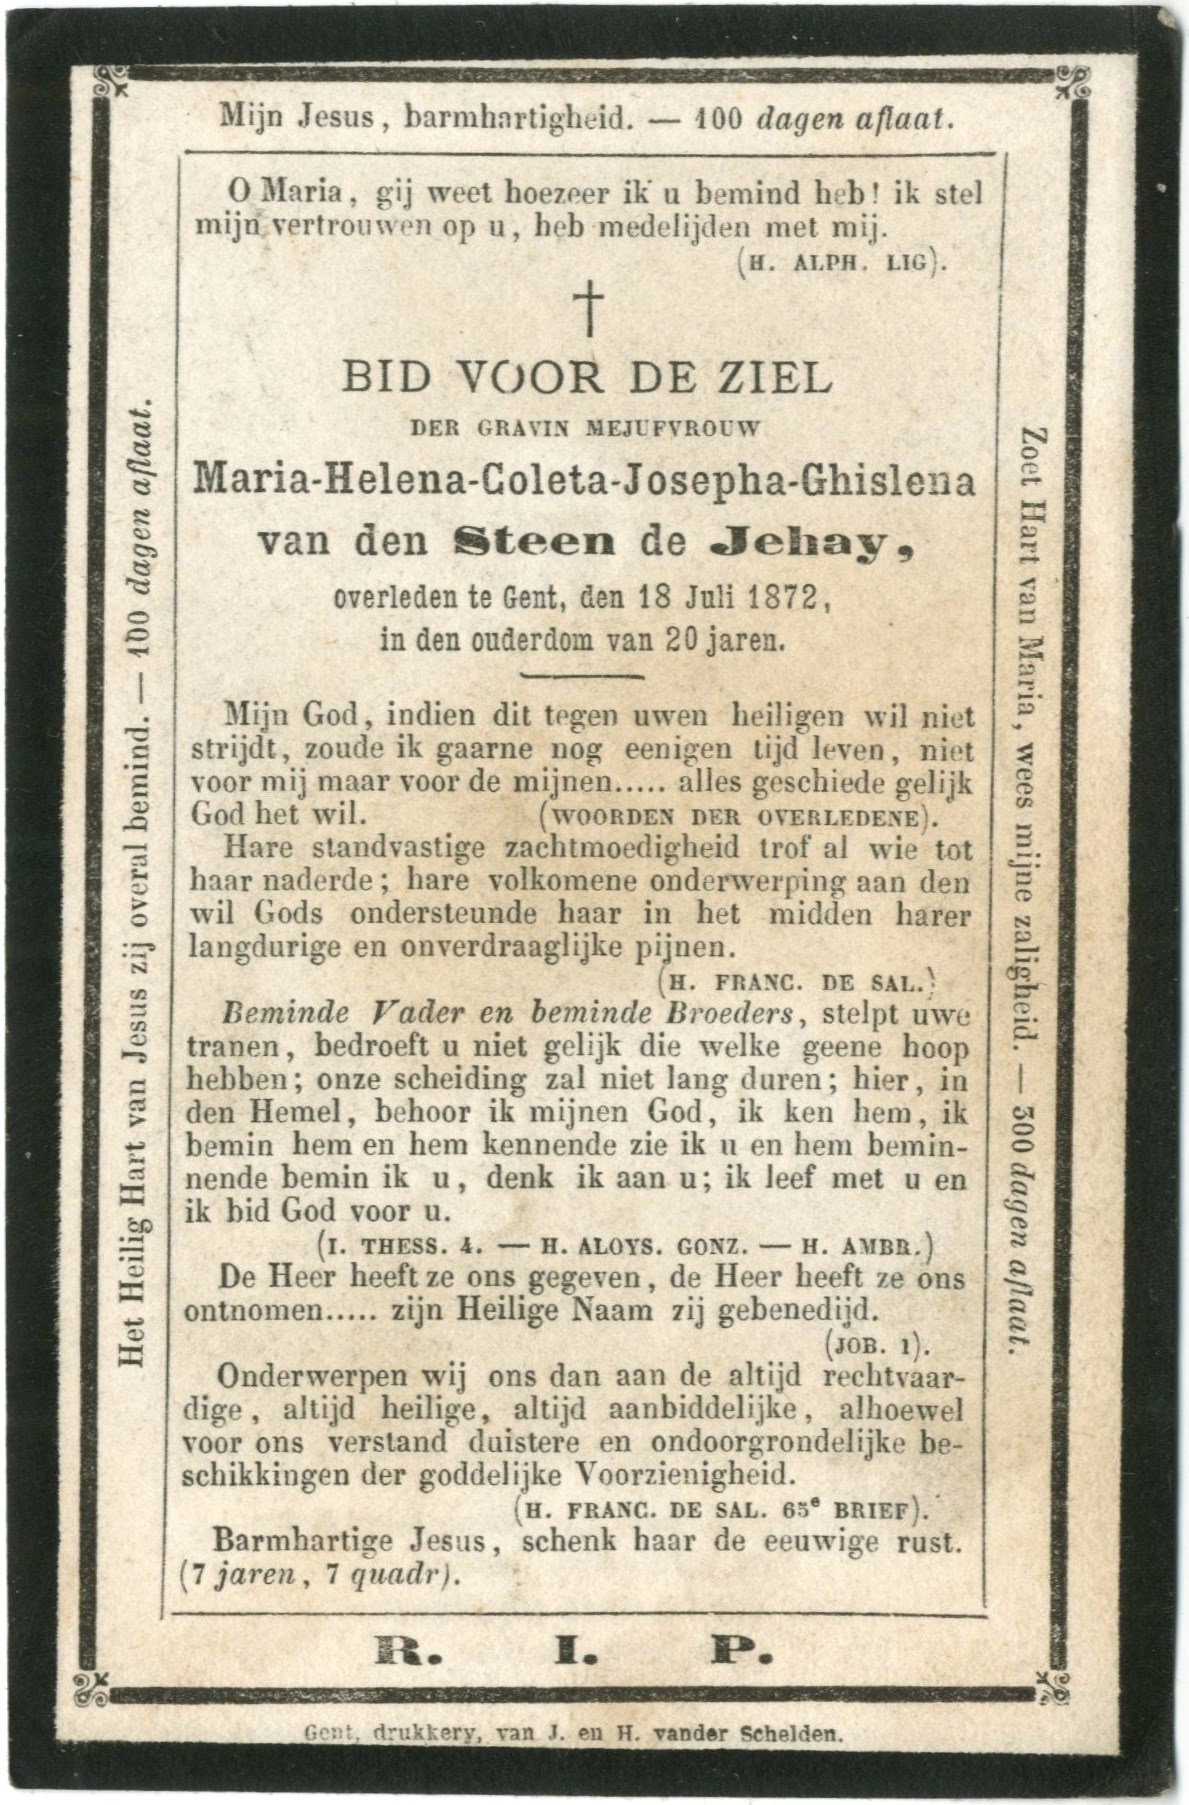 Mijn Jesus, barmhartigheid. — 100 dagen aflaat.
O Maria, gij weet hoezeer ik u bemind heb! ik stel
mijn vertrouwen op u, heb medelijden met mij.
(H. ALPH. LIG).
BID VOOR DE ZIEL
DER GRAVIN MEJUFVROUW
Maria-Helena-Coleta-Josepha-Ghislena
van den Steen de Jehay,
overleden te Gent, den 18 Juli 1872,
in den ouderdom van 20 jaren.
Mijn God, indien dit tegen uwen heiligen wil niet
strijdt, zoude ik gaarne nog eenigen tijd leven, niet
voor mij maar voor de mijnen..... alles geschiede gelijk
God het wil. (WOORDEN DER OVERLEDENE).
Hare standvastige zachtmoedigheid trof al wie tot
haar naderde; hare volkomene onderwerping aan den
wil Gods ondersteunde haar in het midden harer
langdurige en onverdraaglijke pijnen.
(H. FRANC. DE SAL.)
Beminde Vader en beminde Broeders, stelpt uwe
tranen, bedroeft u niet gelijk die welke geene hoop
hebben; onze scheiding zal niet lang duren; hier, in
den Hemel, behoor ik mijnen God, ik ken hem, ik
bemin hem en hem kennende zie ik u en hem bemin-
nende bemin ik u, denk ik aan u; ik leef met u en
ik bid God voor u.
(I. THESS. 4. — H. ALOYS. GONZ. — H. AMBR.)
De Heer heeft ze ons gegeven, de Heer heeft ze ons
ontnomen..... zijn Heilige Naam zij gebenedijd.
(JOB. 1).
Onderwerpen wij ons dan aan de altijd rechtvaar-
dige, altijd heilige, altijd aanbiddelijke, alhoewel
voor ons verstand duistere en ondoorgrondelijke be-
schikkingen der goddelijke Voorzienigheid.
(H. FRANC. DE SAL. 65e BRIEF).
Barmhartige Jesus, schenk haar de eeuwige rust.
(7 jaren, 7 quadr).
R. I. P.
Het Heilig Hart van Jesus zij overal bemind. — 100 dagen aflaat.
Zoet Hart van Maria, wees mijne zaligheid. — 300 dagen aflaat.
Gent, drukkery, van J. en H. vander Schelden.